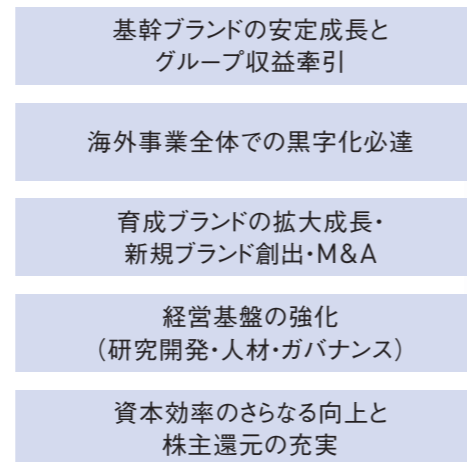 基幹ブランドの安定成長と
グループ収益牽引
海外事業全体での黒字化必達
育成ブランドの拡大成長・
新規ブランド創出・M&A
経営基盤の強化
（研究開発・人材・ガバナンス）
資本効率のさらなる向上と
株主還元の充実